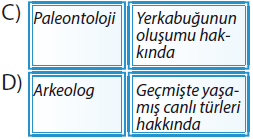 C) Paleontoloji Yerkabuğunun
oluşumu hak-
kında
D) Arkeolog Geçmişte yaşa-
mış canlı türleri
hakkında